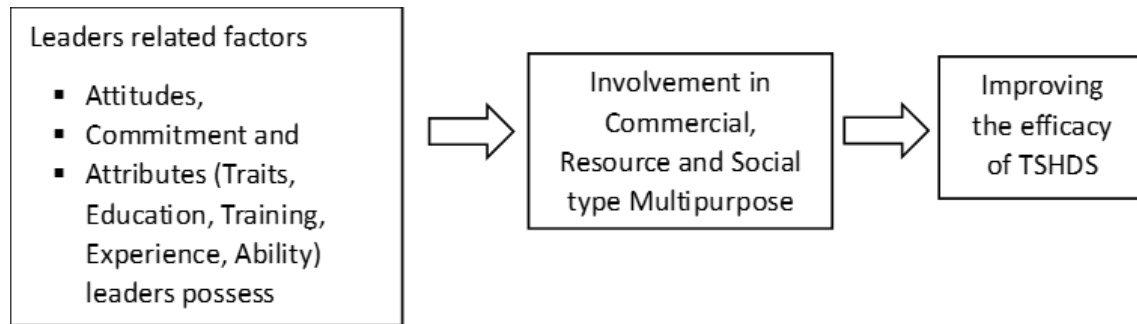 Leaders related factors
▪ Attitudes,
▪ Commitment and
▪ Attributes (Traits,
Education, Training,
Experience, Ability)
leaders possess
Involvement in
Commercial,
Resource and Social
type Multipurpose
Improving
the efficacy
of TSHDS